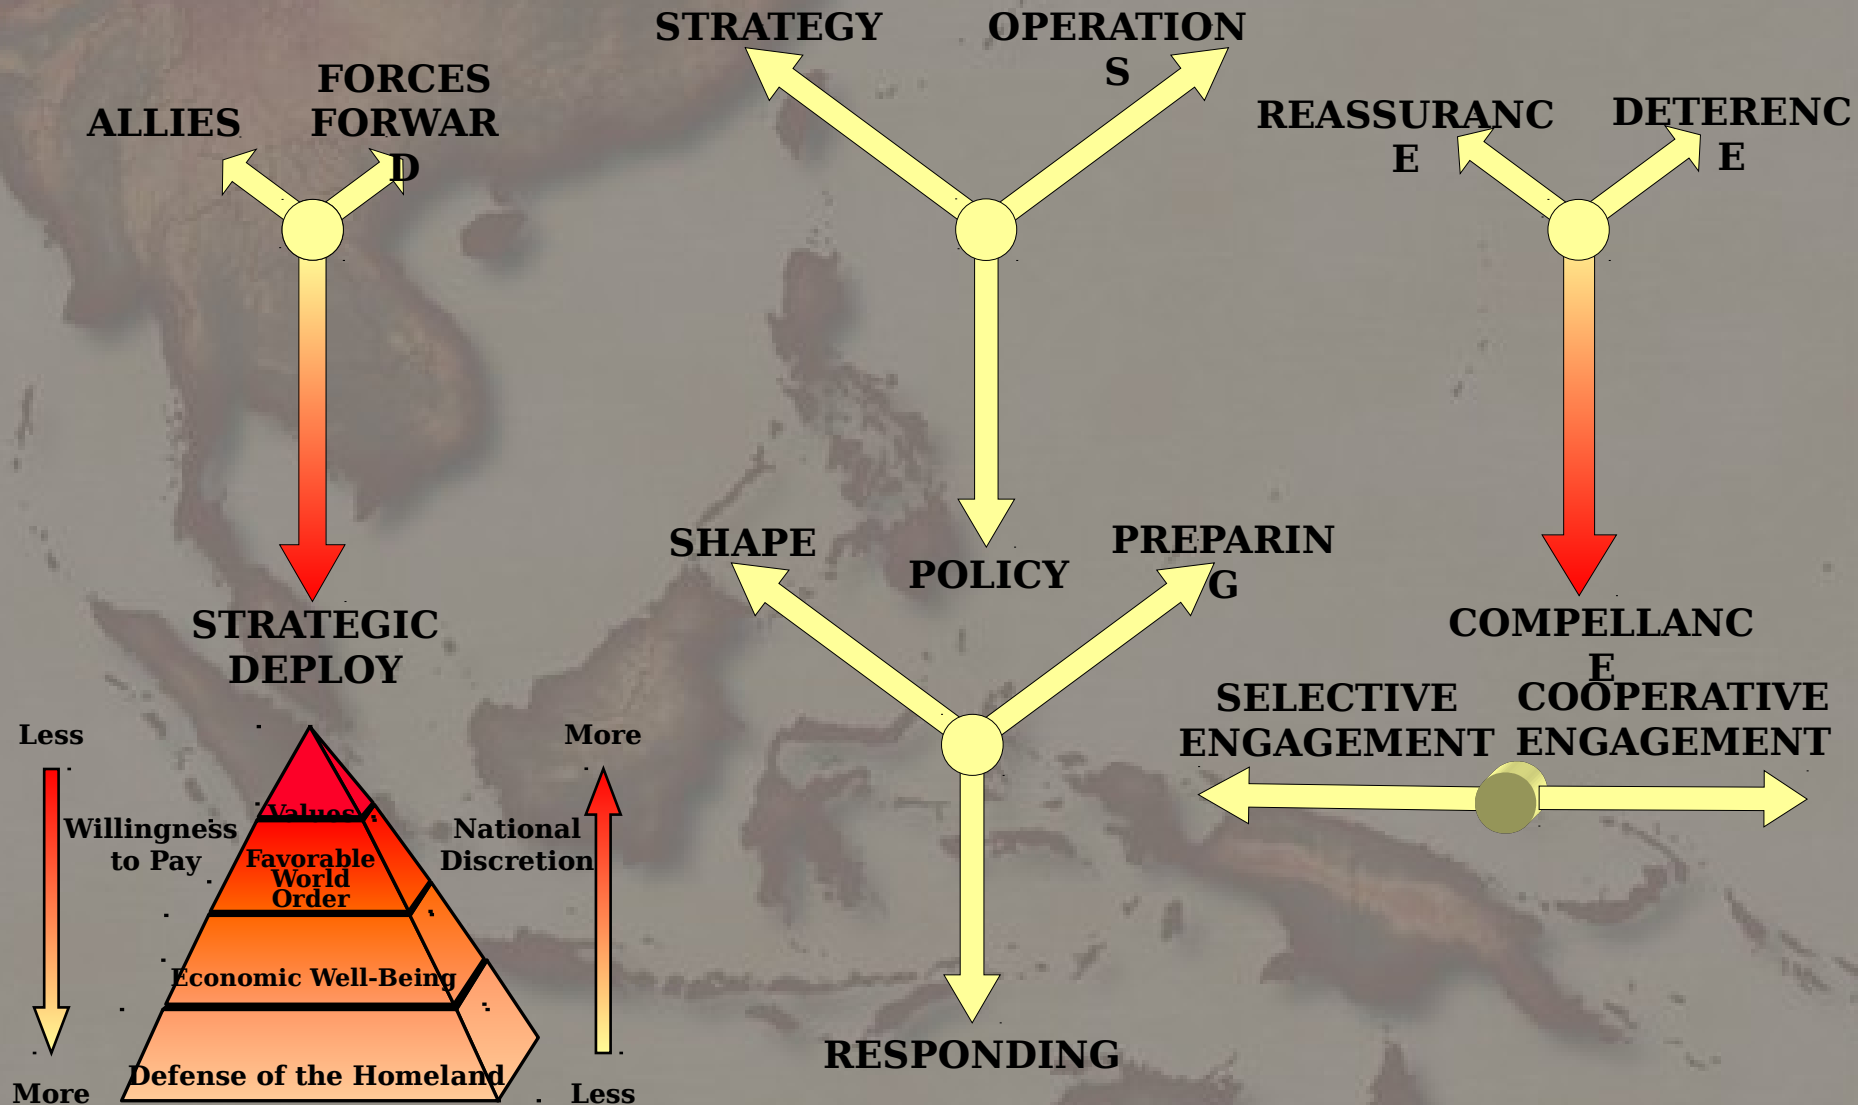 STRATEGY
OPERATION
S
FORCES
FORWAR
D
ALLIES
REASSURANC
E
DETERENC
E
STRATEGIC
DEPLOY
POLICY
COMPELLANC
E
SHAPE
PREPARIN
G
RESPONDING
SELECTIVE
ENGAGEMENT
COOPERATIVE
ENGAGEMENT
Less
Willingness
to Pay
More
Values
Favorable
World
Order
Economic Well-Being
Defense of the Homeland
More
National
Discretion
Less